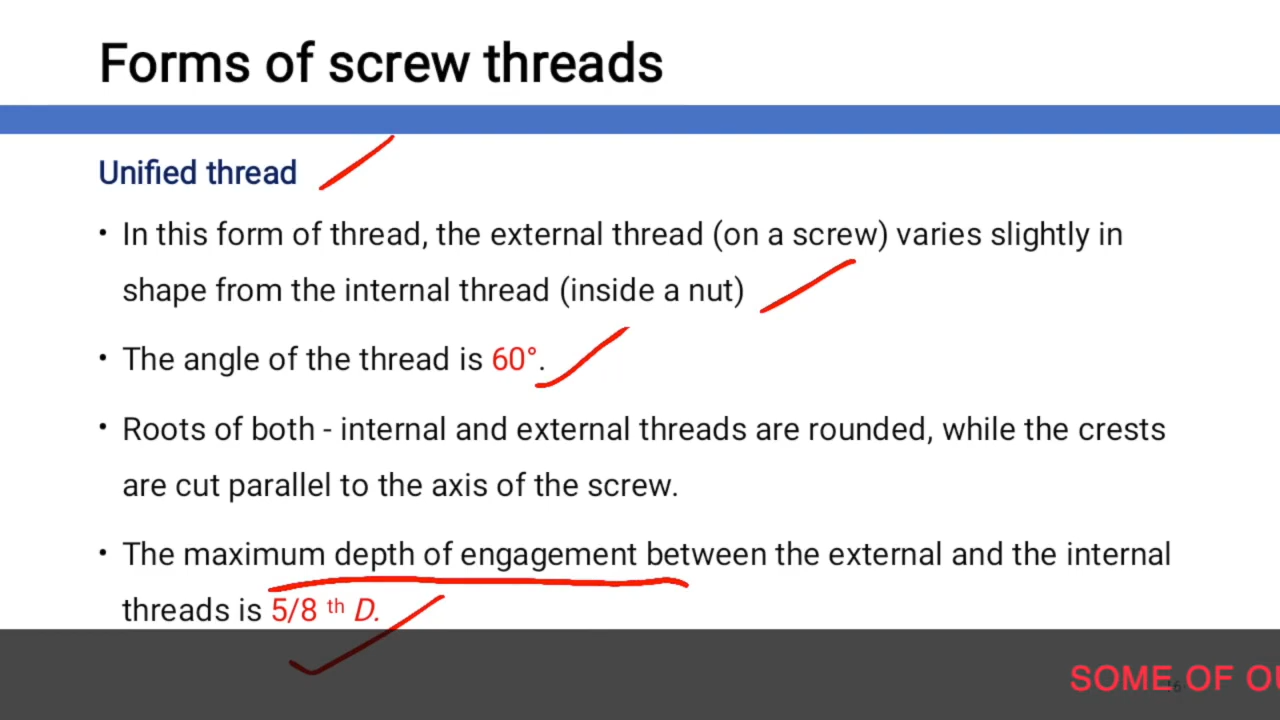 Forms of screw threads
Unified thread
• In this form of thread, the external thread (on a screw) varies slightly in
shape from the internal thread (inside a nut)
• The angle of the thread is 60°.
• Roots of both - internal and external threads are rounded, while the crests
are cut parallel to the axis of the screw.
• The maximum depth of engagement between the external and the internal
threads is 5/8 th D.
SOME OF